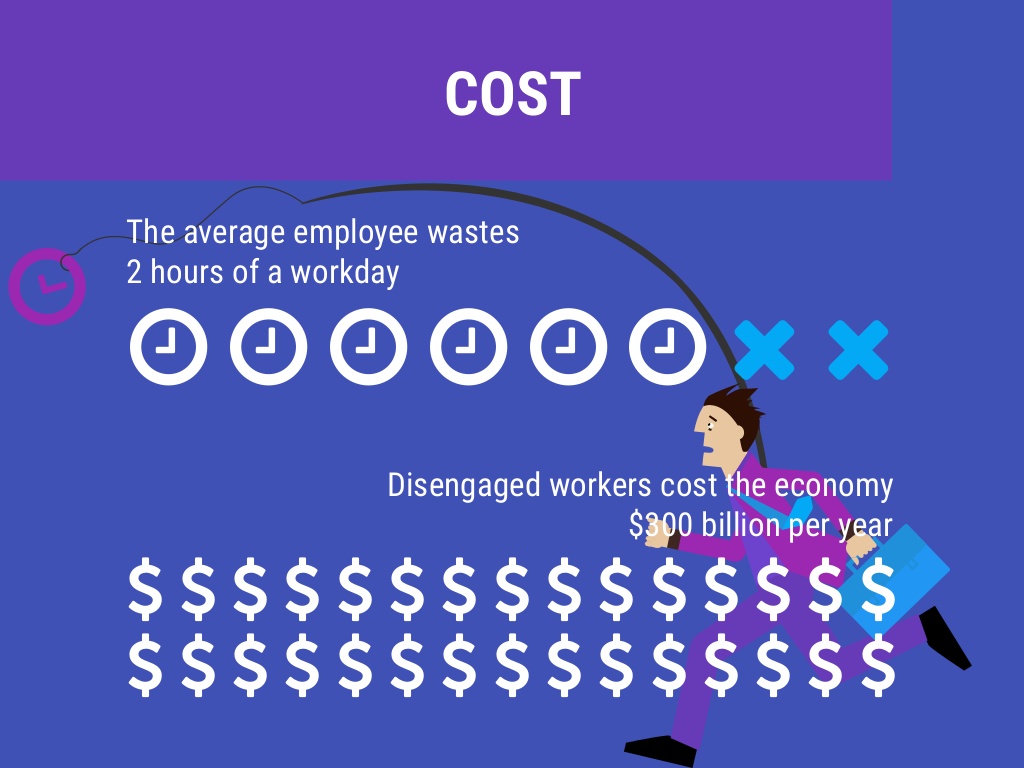 COST
The average employee wastes
2 hours of a workday
Disengaged workers cost the economy
$300 billion per year
$ $ $ $ $ $ $ $ $ $ $ $ $ $ $
$ $ $ $ $ $ $ $ $ $ $ $ $ $ $